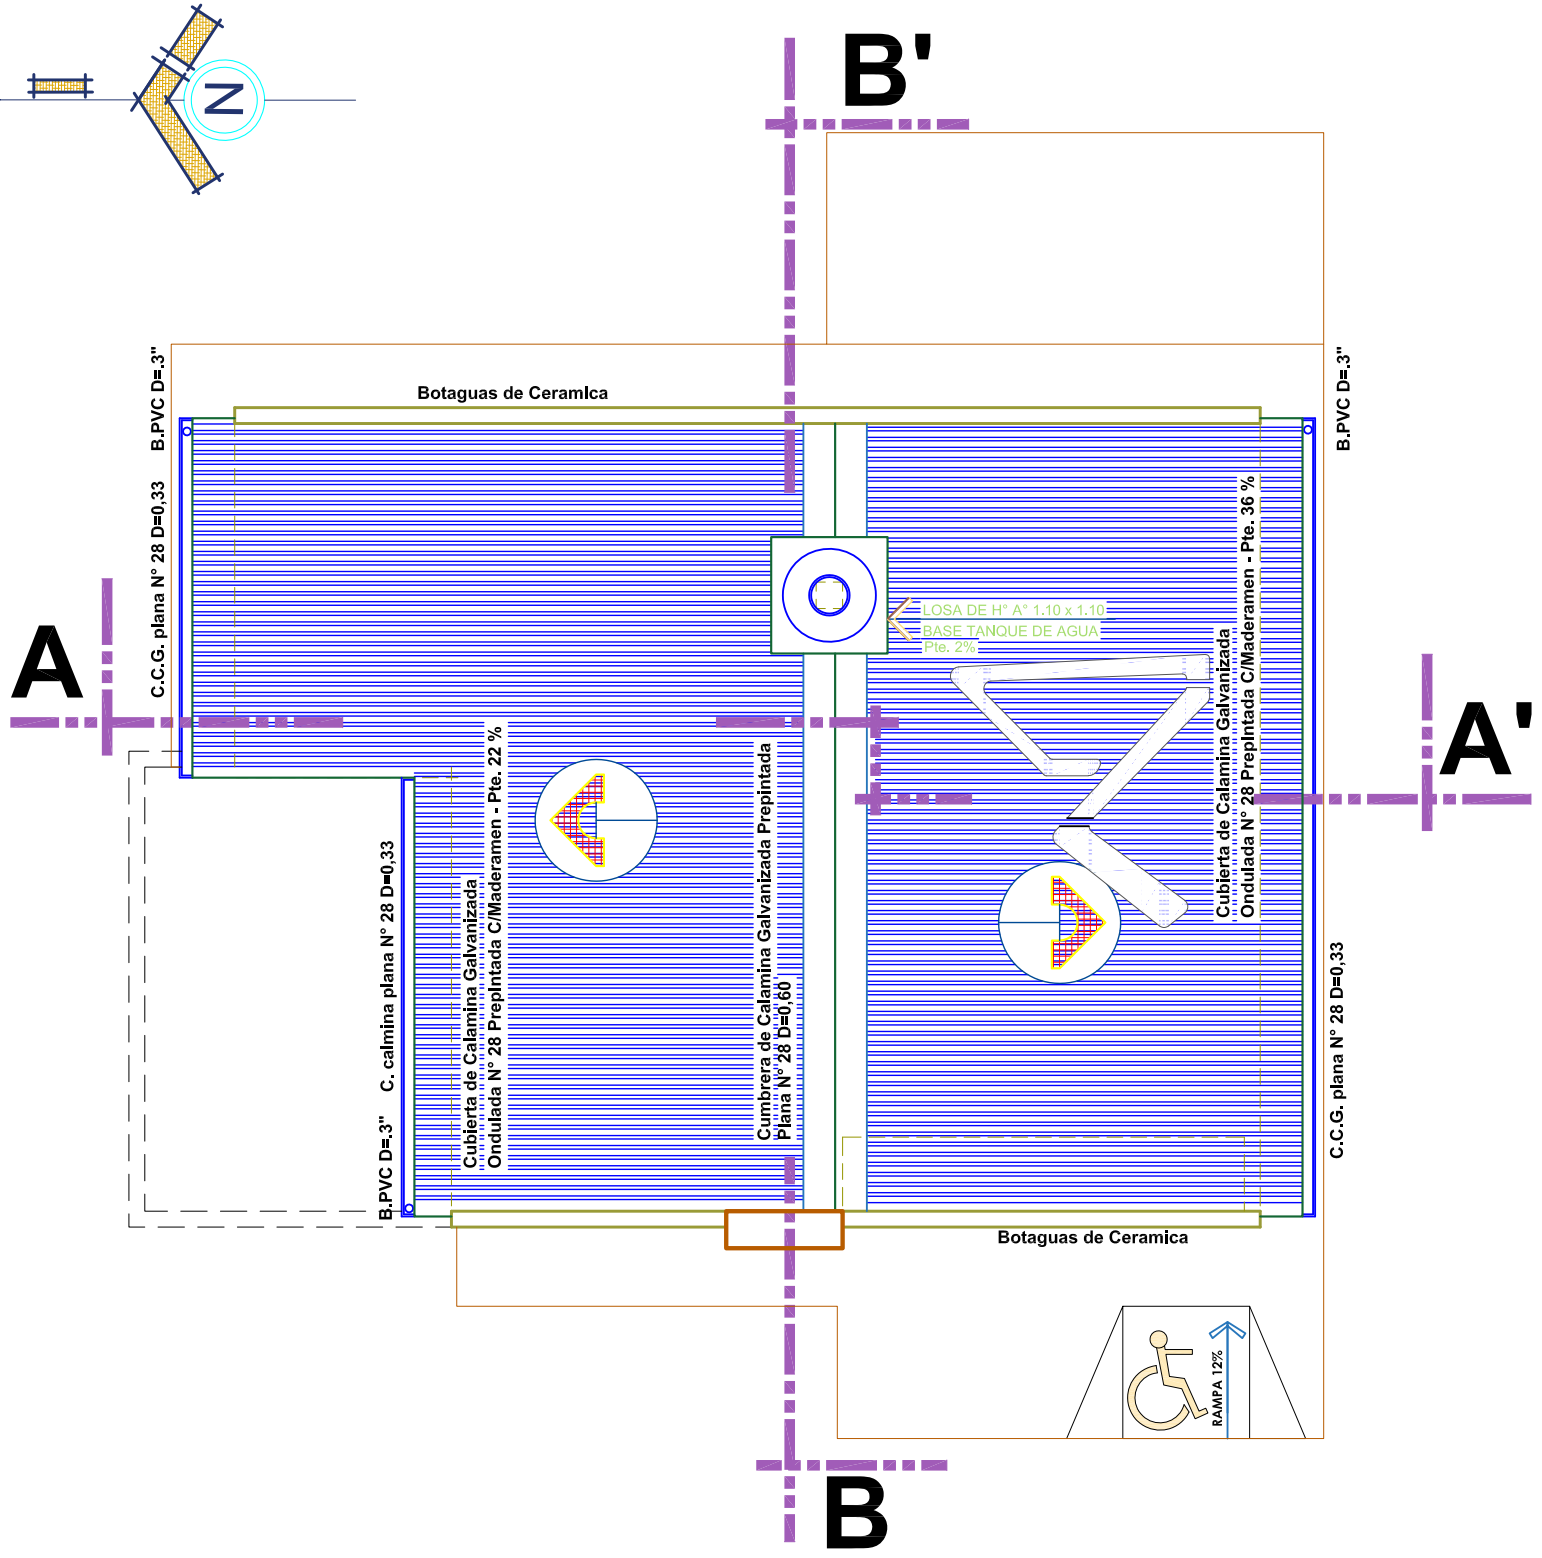 N
B'
Botaguas de CeramIca
B.PVC D=.3"
C.C.G. plana N° 28 D=0,33
B.PVC D=.3"
A
A'
LOSA DE H° A° 1.10 x 1.10
BASE TANQUE DE AGUA
Pte. 2%
Cubierta de Calamina Galvanizada
Ondulada N° 28 PrepIntada C/Maderamen - Pte. 36 %
Cubierta de Calamina Galvanizada
Ondulada N° 28 PrepIntada C/Maderamen - Pte. 22 %
Cumbrera de Calamina Galvanizada Prepintada
Plana N° 28 D=0,60
C. calmina plana N° 28 D=0,33
B.PVC D=.3"
C.C.G. plana N° 28 D=0,33
Botaguas de Ceramica
RAMPA 12%
B